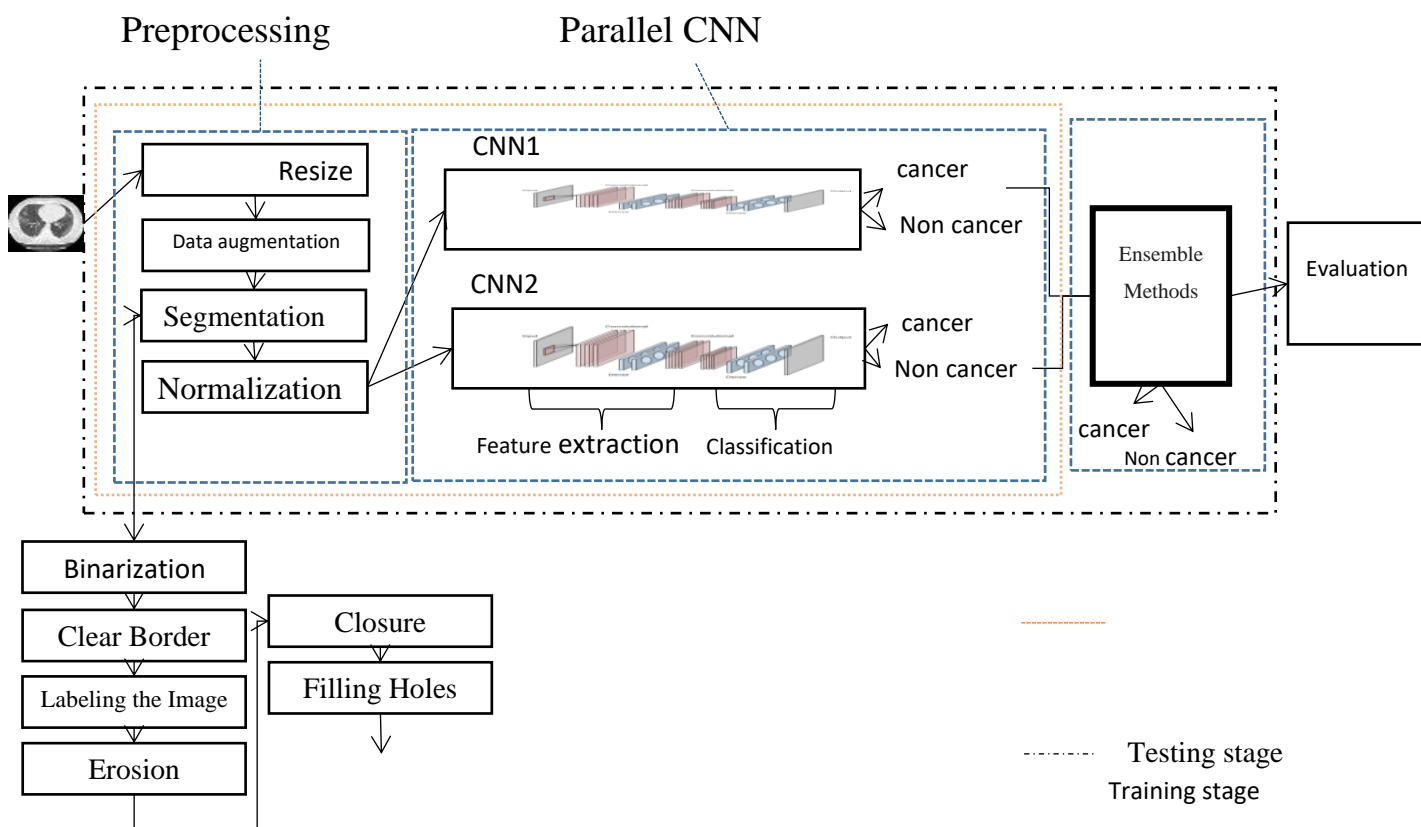 Preprocessing
Parallel CNN
Resize
Data augmentation
Segmentation
Normalization
CNN1
cancer
Non cancer
CNN2
cancer
Non cancer
Feature extraction
Classification
Ensemble
Methods
cancer
Non cancer
Evaluation
Binarization
Clear Border
Labeling the Image
Erosion
Closure
Filling Holes
Testing stage
Training stage